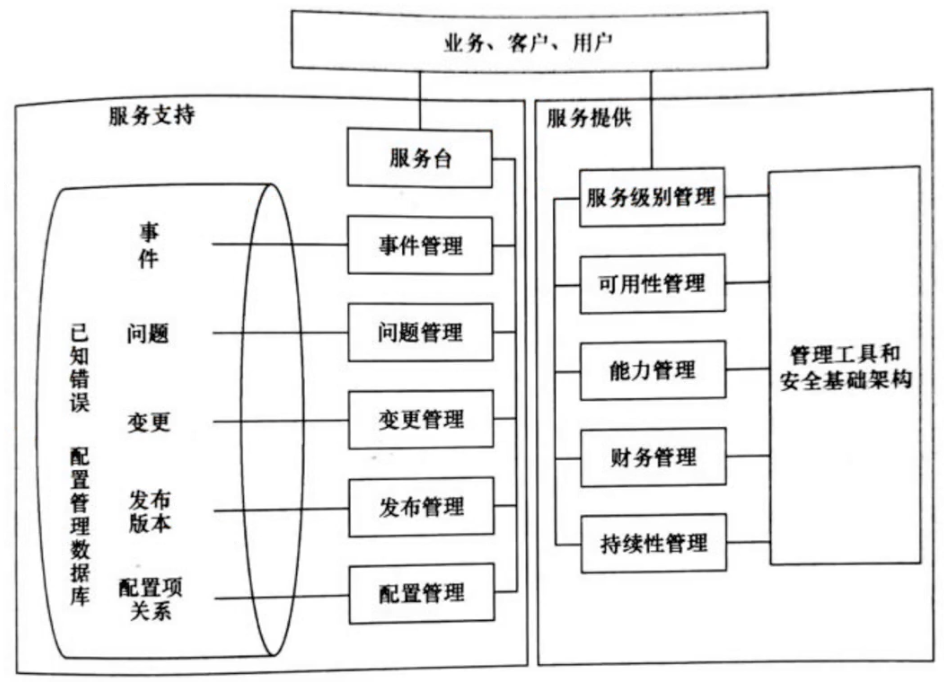 业务、客户、用户
服务支持
服务台
事
件
事件管理
问题
问题管理
变更
变更管理
发布
版本
发布管理
配置项
关系
配置管理
已知错误
配置管理数据库
服务提供
服务级别管理
可用性管理
能力管理
财务管理
持续性管理
管理工具和
安全基础架构